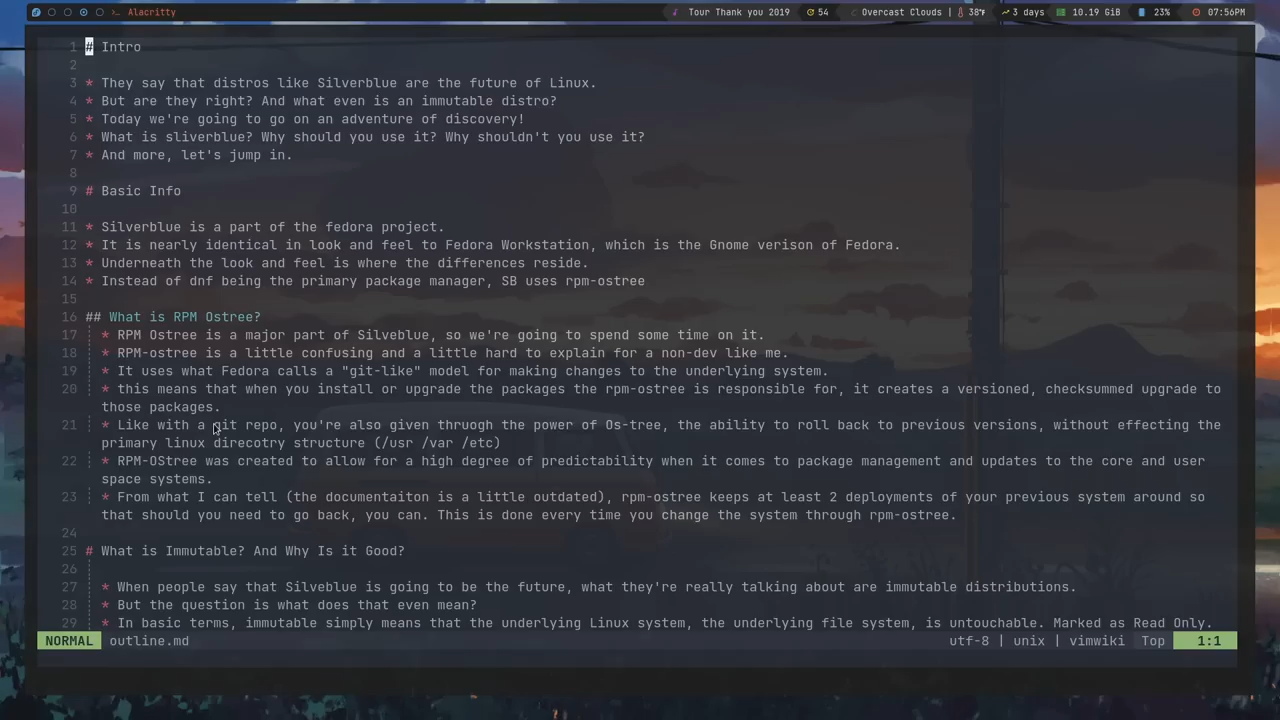 Alacritty Tour Thank you 2019 54 Overcast Clouds | 38°F 3 days 10.19 GiB 23% 07:56PM
1 # Intro
2
3 * They say that distros like Silverblue are the future of Linux.
4 * But are they right? And what even is an immutable distro?
5 * Today we're going to go on an adventure of discovery!
6 * What is sliverblue? Why should you use it? Why shouldn't you use it?
7 * And more, let's jump in.
8
9 # Basic Info
10
11 * Silverblue is a part of the fedora project.
12 * It is nearly identical in look and feel to Fedora Workstation, which is the Gnome verison of Fedora.
13 * Underneath the look and feel is where the differences reside.
14 * Instead of dnf being the primary package manager, SB uses rpm-ostree
15
16 ## What is RPM Ostree?
17 * RPM Ostree is a major part of Silveblue, so we're going to spend some time on it.
18 * RPM-ostree is a little confusing and a little hard to explain for a non-dev like me.
19 * It uses what Fedora calls a "git-like" model for making changes to the underlying system.
20 * this means that when you install or upgrade the packages the rpm-ostree is responsible for, it creates a versioned, checksummed upgrade to
those packages.
21 * Like with a git repo, you're also given thruogh the power of Os-tree, the ability to roll back to previous versions, without effecting the
primary linux direcotry structure (/usr /var /etc)
22 * RPM-OStree was created to allow for a high degree of predictability when it comes to package management and updates to the core and user
space systems.
23 * From what I can tell (the documentaiton is a little outdated), rpm-ostree keeps at least 2 deployments of your previous system around so
that should you need to go back, you can. This is done every time you change the system through rpm-ostree.
24
25 # What is Immutable? And Why Is it Good?
26
27 * When people say that Silveblue is going to be the future, what they're really talking about are immutable distributions.
28 * But the question is what does that even mean?
29 * In basic terms, immutable simply means that the underlying Linux system, the underlying file system, is untouchable. Marked as Read Only.
NORMAL outline.md utf-8 | unix | vimwiki Top 1:1